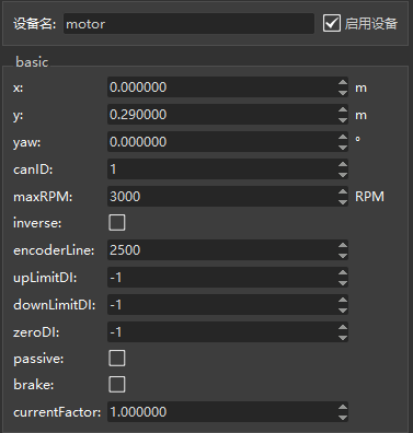 设备名: motor 启用设备
basic
x: 0.000000 m
y: 0.290000 m
yaw: 0.000000 °
canID: 1
maxRPM: 3000 RPM
inverse:
encoderLine: 2500
upLimitDI: -1
downLimitDI: -1
zeroDI: -1
passive:
brake:
currentFactor: 1.000000